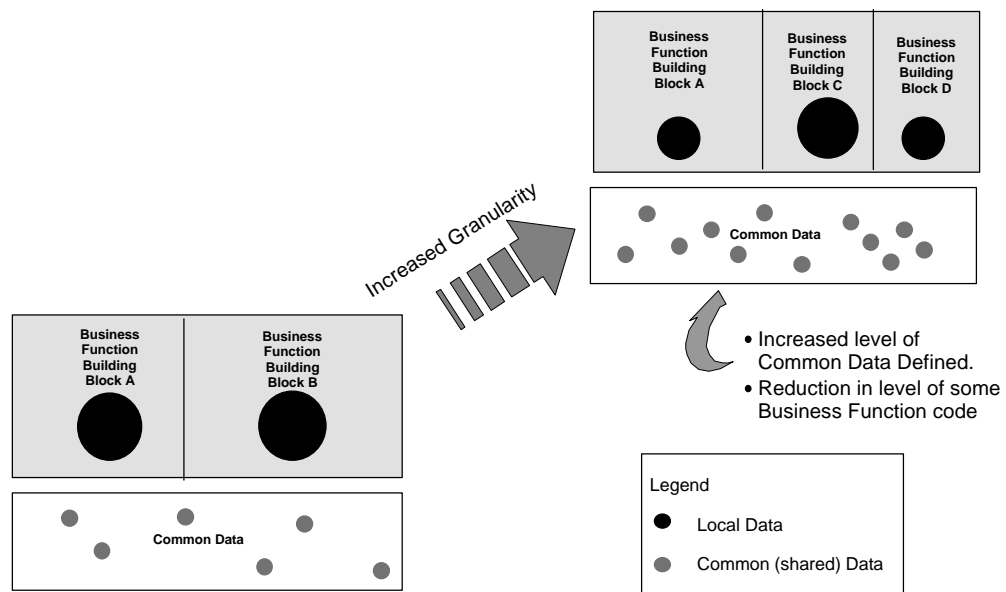 Business
Function
Building
Block A
Business
Function
Building
Block C
Business
Function
Building
Block D
Common Data
Increased Granularity
• Increased level of
Common Data Defined.
• Reduction in level of some
Business Function code
Business
Function
Building
Block A
Business
Function
Building
Block B
Common Data
Legend
Local Data
Common (shared) Data